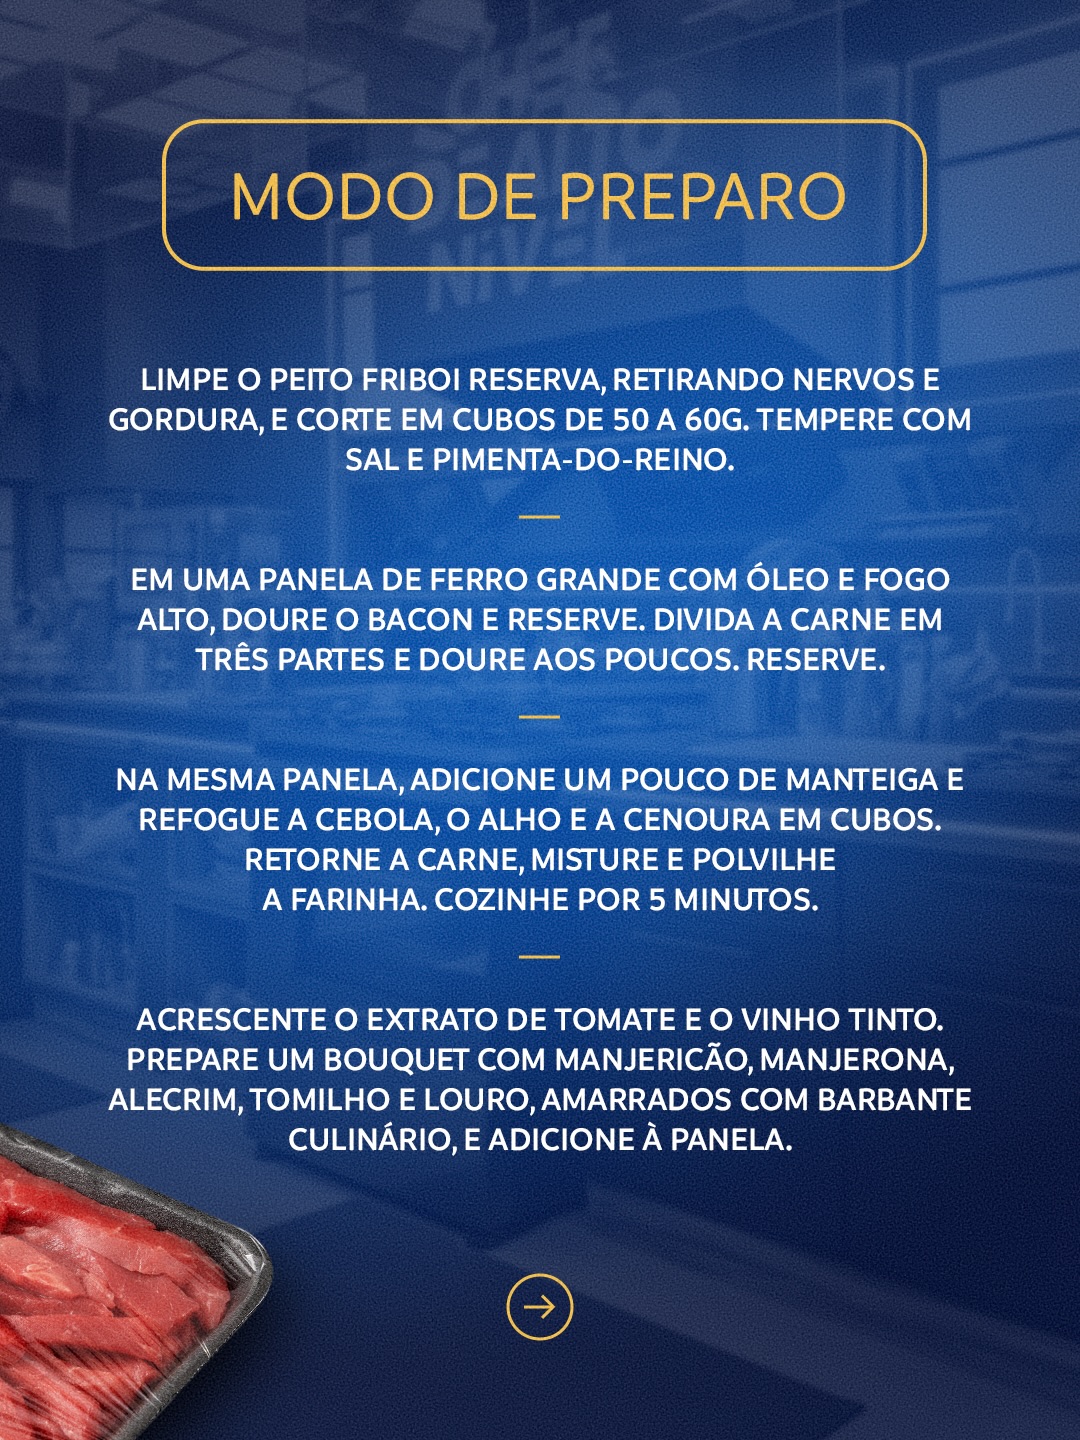 CHEF
DE ALTO
NÍVEL
MODO DE PREPARO
LIMPE O PEITO FRIBOI RESERVA, RETIRANDO NERVOS E
GORDURA, E CORTE EM CUBOS DE 50 A 60G. TEMPERE COM
SAL E PIMENTA-DO-REINO.
EM UMA PANELA DE FERRO GRANDE COM ÓLEO E FOGO
ALTO, DOURE O BACON E RESERVE. DIVIDA A CARNE EM
TRÊS PARTES E DOURE AOS POUCOS. RESERVE.
NA MESMA PANELA, ADICIONE UM POUCO DE MANTEIGA E
REFOGUE A CEBOLA, O ALHO E A CENOURA EM CUBOS.
RETORNE A CARNE, MISTURE E POLVILHE
A FARINHA. COZINHE POR 5 MINUTOS.
ACRESCENTE O EXTRATO DE TOMATE E O VINHO TINTO.
PREPARE UM BOUQUET COM MANJERICÃO, MANJERONA,
ALECRIM, TOMILHO E LOURO, AMARRADOS COM BARBANTE
CULINÁRIO, E ADICIONE À PANELA.